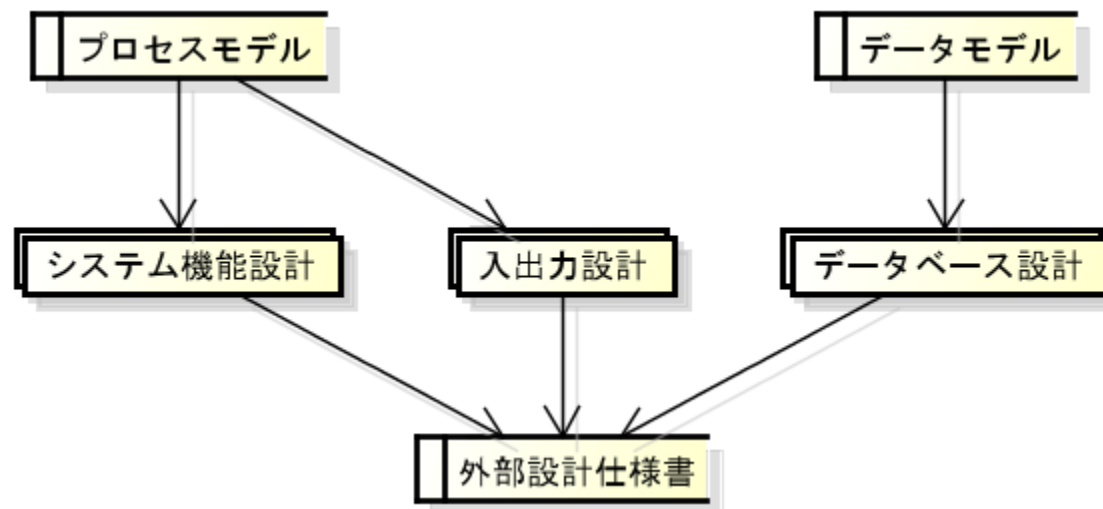 プロセスモデル
データモデル
システム機能設計
入出力設計
データベース設計
外部設計仕様書